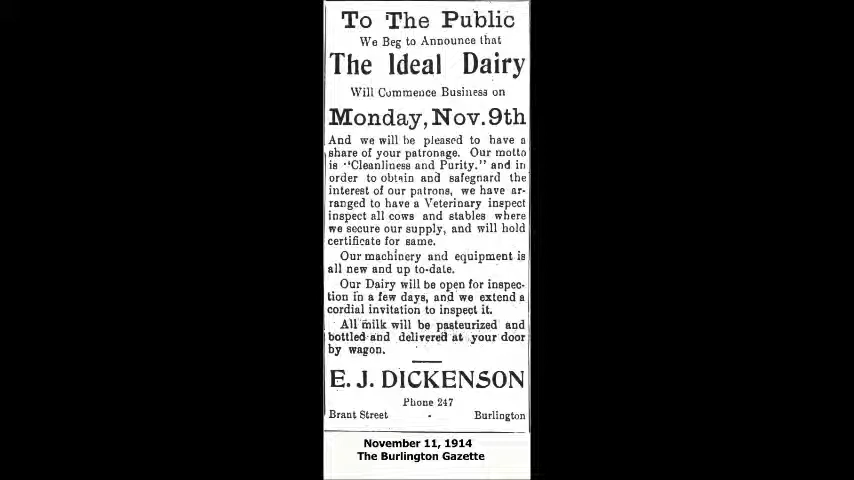 To The Public
We Beg to Announce that
The Ideal Dairy
Will Commence Business on
Monday, Nov. 9th
And we will be pleased to have a
share of your patronage. Our motto
is "Cleanliness and Purity." and in
order to obtain and safegnard the
interest of our patrons, we have ar-
ranged to have a Veterinary inspect
inspect all cows and stables where
we secure our supply, and will hold
certificate for same.
Our machinery and equipment is
all new and up to-date.
Our Dairy will be open for inspec-
tion in a few days, and we extend a
cordial invitation to inspect it.
All milk will be pasteurized and
bottled and delivered at your door
by wagon.
E. J. DICKENSON
Phone 247
Brant Street - Burlington
November 11, 1914
The Burlington Gazette